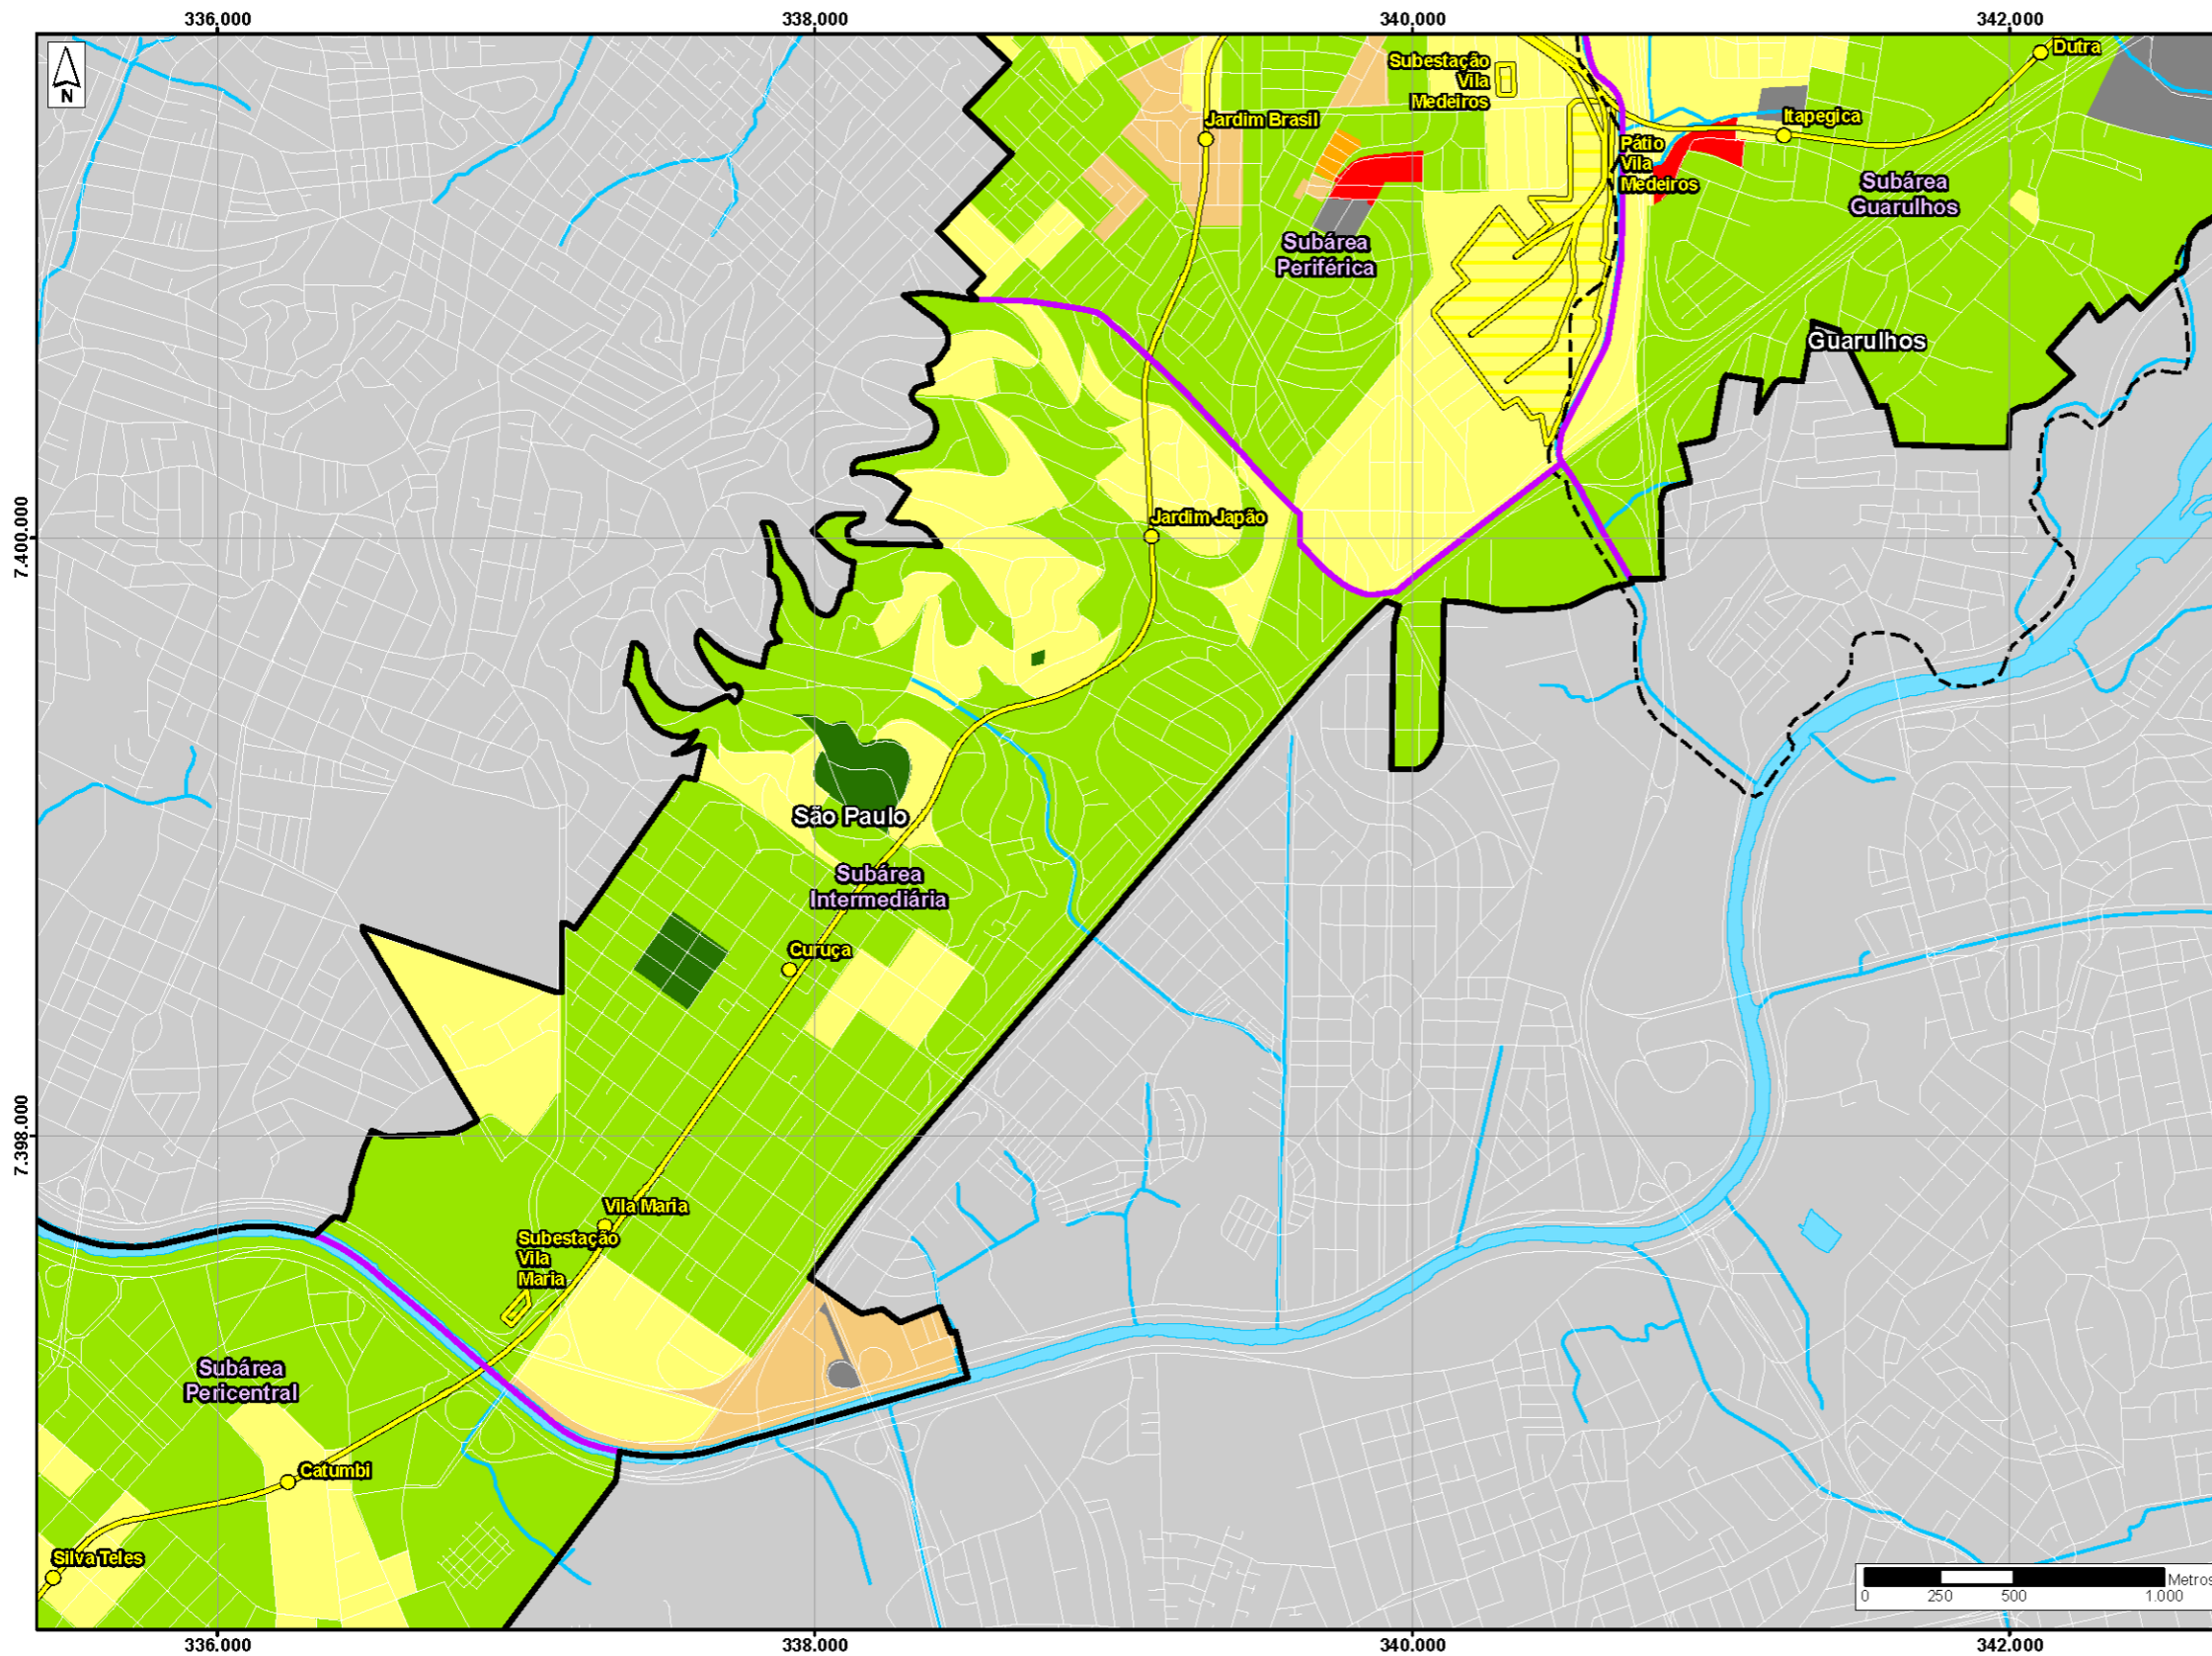 336.000
338.000
340.000
342.000
N
Dutra
Subestação
Vila
Medeiros
Jardim Brasil
Itapegica
Pátio
Vila
Medeiros
Subárea
Guarulhos
Subárea
Periférica
Guarulhos
7.400.000
Jardim Japão
São Paulo
Subárea
Intermediária
Curuça
7.398.000
Vila Maria
Subestação
Vila
Maria
Subárea
Pericentral
Catumbi
Silva Teles
Metros
0
250
500
1.000
336.000
338.000
340.000
342.000